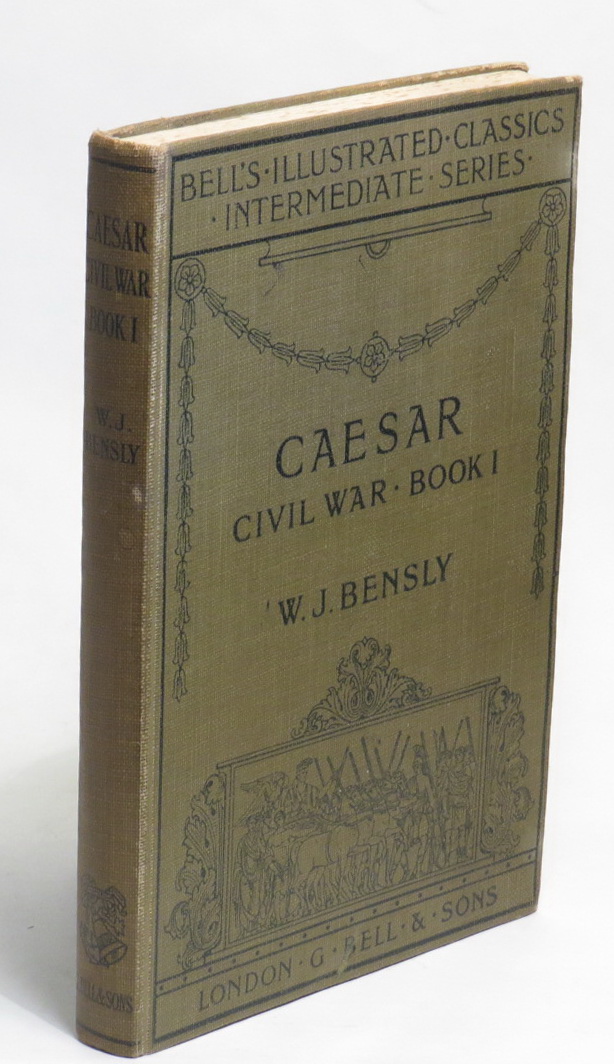 BELL'S·ILLUSTRATED·CLASSICS
·INTERMEDIATE·SERIES·
CAESAR
CIVIL WAR·BOOK I
W.J.BENSLY
LONDON·G·BELL·&·SONS
CAESAR
CIVIL WAR
BOOK I
W.J.
BENSLY
BELL & SONS